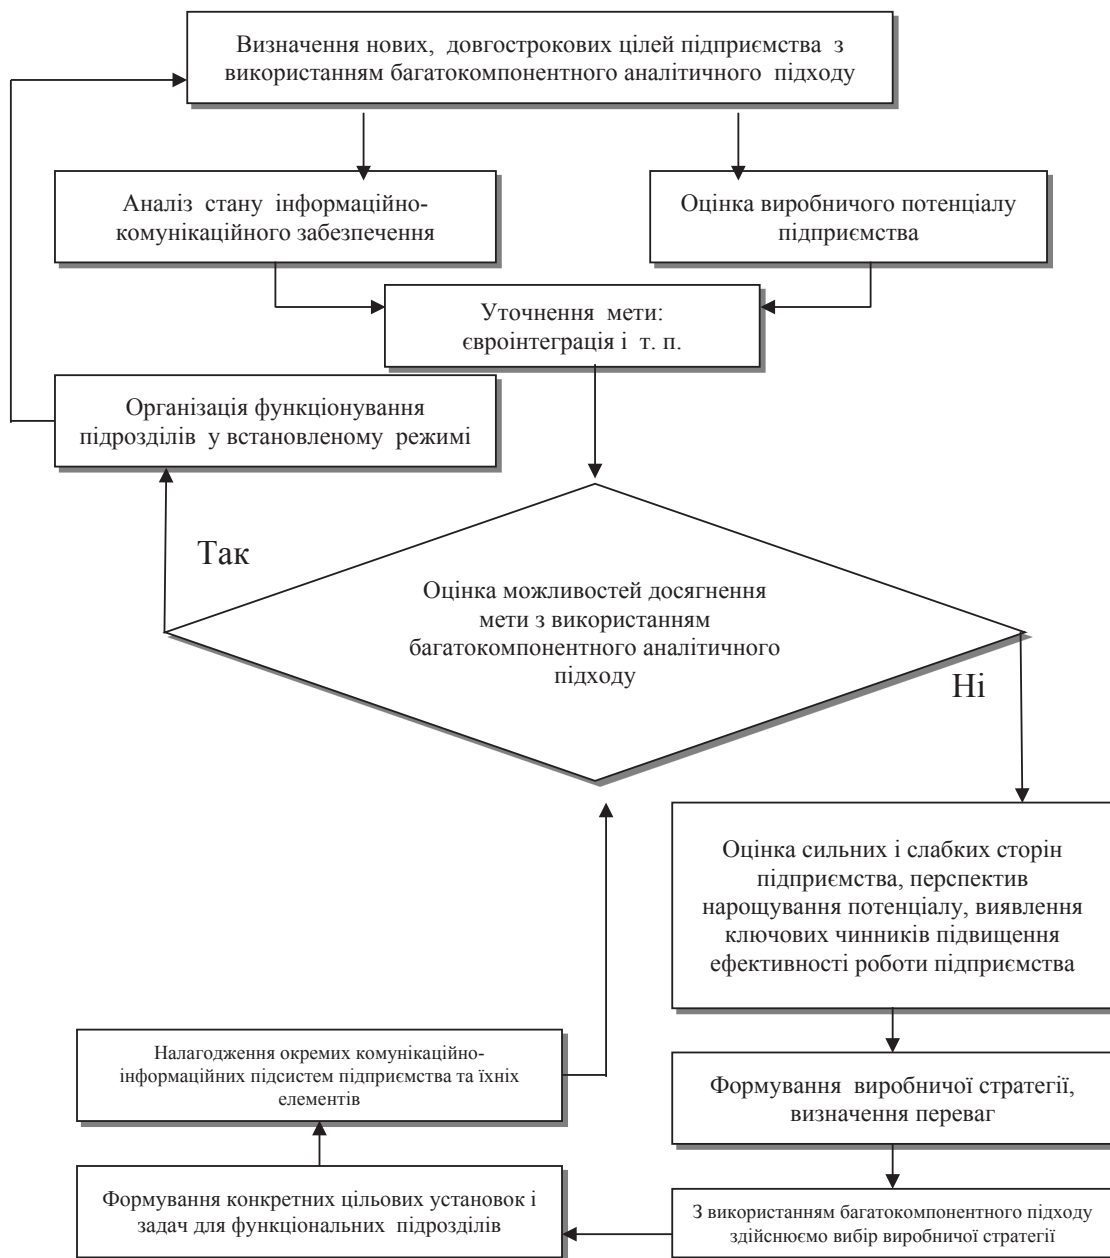 Визначення нових, довгострокових цілей підприємства з
використанням багатокомпонентного аналітичного підходу
Аналіз стану інформаційно-
комунікаційного забезпечення
Оцінка виробничого потенціалу
підприємства
Уточнення мети:
євроінтеграція і т. п.
Організація функціонування
підрозділів у встановленому режимі
Так
Оцінка можливостей досягнення
мети з використанням
багатокомпонентного аналітичного
підходу
Ні
Оцінка сильних і слабких сторін
підприємства, перспектив
нарощування потенціалу, виявлення
ключових чинників підвищення
ефективності роботи підприємства
Налагодження окремих комунікаційно-
інформаційних підсистем підприємства та їхніх
елементів
Формування виробничої стратегії,
визначення переваг
Формування конкретних цільових установок і
задач для функціональних підрозділів
З використанням багатокомпонентного підходу
здійснюємо вибір виробничої стратегії